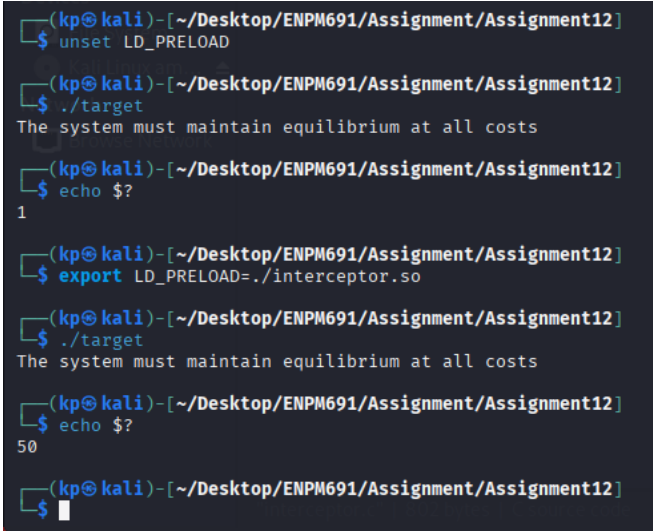 ┌──(kp㉿kali)-[~/Desktop/ENPM691/Assignment/Assignment12]
└─$ unset LD_PRELOAD
┌──(kp㉿kali)-[~/Desktop/ENPM691/Assignment/Assignment12]
└─$ ./target
The system must maintain equilibrium at all costs
┌──(kp㉿kali)-[~/Desktop/ENPM691/Assignment/Assignment12]
└─$ echo $?
1
┌──(kp㉿kali)-[~/Desktop/ENPM691/Assignment/Assignment12]
└─$ export LD_PRELOAD=./interceptor.so
┌──(kp㉿kali)-[~/Desktop/ENPM691/Assignment/Assignment12]
└─$ ./target
The system must maintain equilibrium at all costs
┌──(kp㉿kali)-[~/Desktop/ENPM691/Assignment/Assignment12]
└─$ echo $?
50
┌──(kp㉿kali)-[~/Desktop/ENPM691/Assignment/Assignment12]
└─$